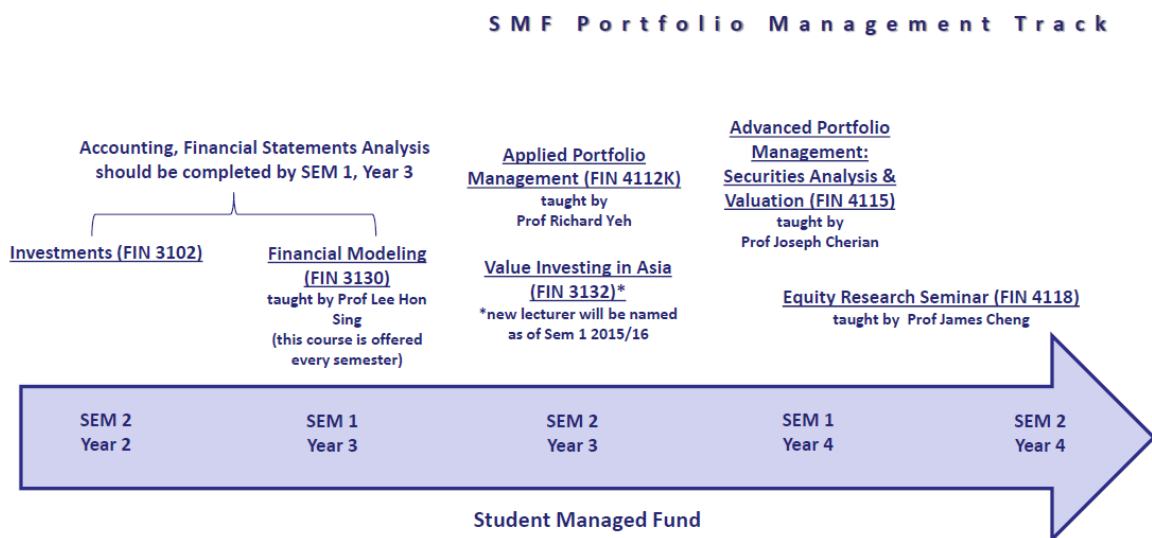 SMF Portfolio Management Track
Accounting, Financial Statements Analysis
should be completed by SEM 1, Year 3
Investments (FIN 3102)
Financial Modeling
(FIN 3130)
taught by Prof Lee Hon
Sing
(this course is offered
every semester)
Applied Portfolio
Management (FIN 4112K)
taught by
Prof Richard Yeh
Value Investing in Asia
(FIN 3132)*
*new lecturer will be named
as of Sem 1 2015/16
Advanced Portfolio
Management:
Securities Analysis &
Valuation (FIN 4115)
taught by
Prof Joseph Cherian
Equity Research Seminar (FIN 4118)
taught by Prof James Cheng
SEM 2
Year 2
SEM 1
Year 3
SEM 2
Year 3
SEM 1
Year 4
SEM 2
Year 4
Student Managed Fund